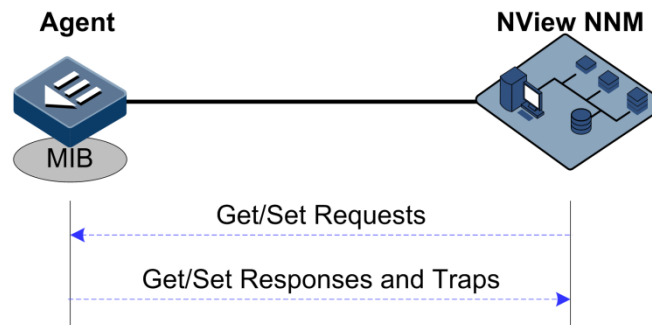 Agent
NView NNM
MIB
Get/Set Requests
Get/Set Responses and Traps